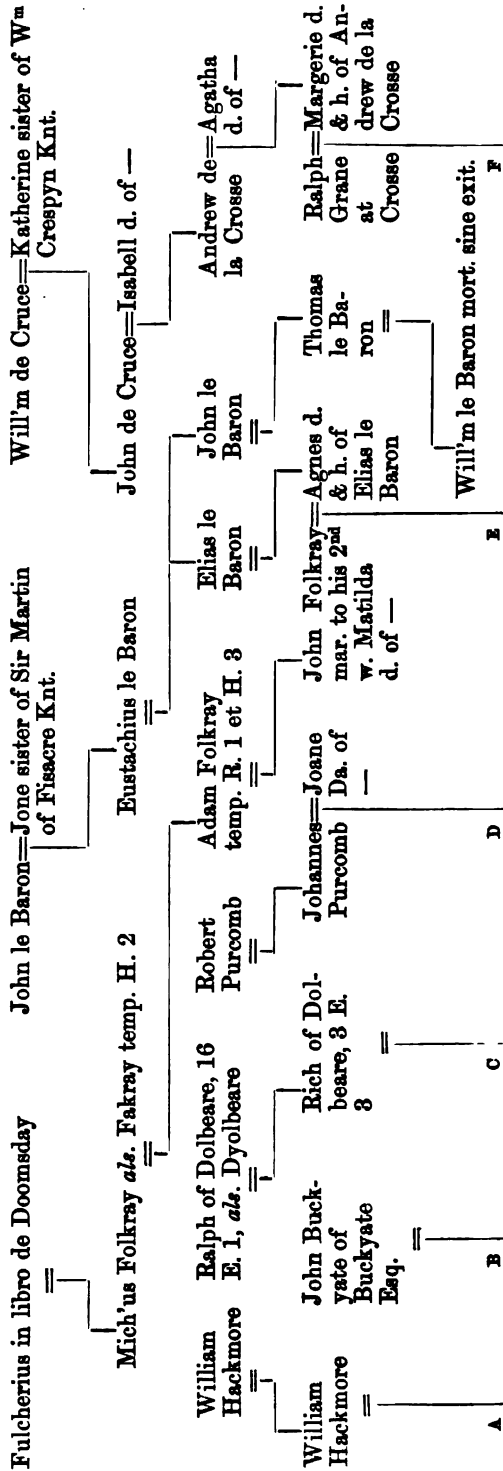 Fulcherius in libro de Doomsday
John le Baron=Jone sister of Sir Martin
of Fisacre Knt.
Will'm de Cruce=Katherine sister of Wm
Crespyn Knt.
Mich'us Folkray als. Fakray temp. H. 2
Eustachius le Baron
John de Cruce=Isabell d. of —
William
Hackmore
Ralph of Dolbeare, 16
E. 1, als. Dyolbeare
Robert
Purcomb
Adam Folkray
temp. R. 1 et H. 3
Elias le
Baron
John le
Baron
Andrew de=Agatha
la Crosse d. of —
William
Hackmore
John Buck-
yate of
Buckyate
Esq.
Rich of Dol-
beare, 3 E.
3
Johannes=Joane
Purcomb Da. of
—
John Folkray=Agnes d.
mar. to his 2nd & h. of
w. Matilda Elias le
d. of — Baron
Thomas
le Ba-
ron
Ralph=Margerie d.
Grane & h. of An-
at drew de la
Crosse Crosse
Will'm le Baron mort. sine exit.
A
B
C
D
E
F